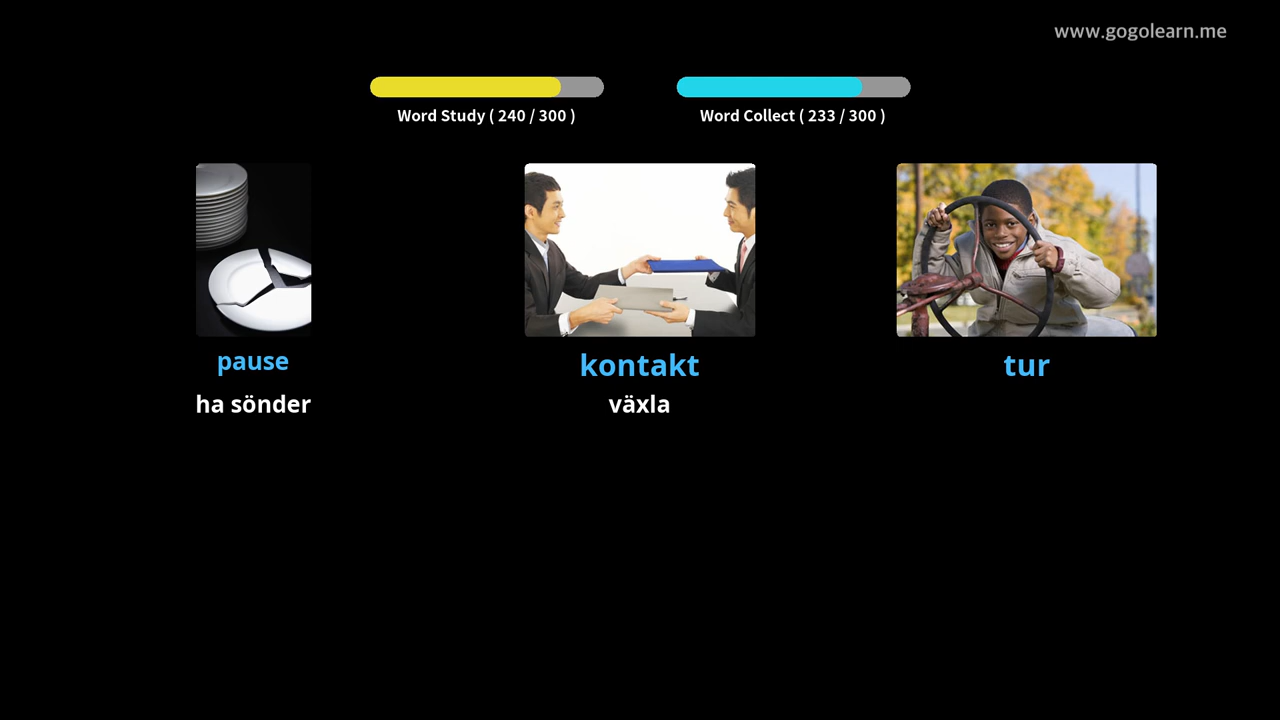 www.gogolearn.me
Word Study ( 240 / 300 )
Word Collect ( 233 / 300 )
pause
kontakt
tur
ha sönder
växla